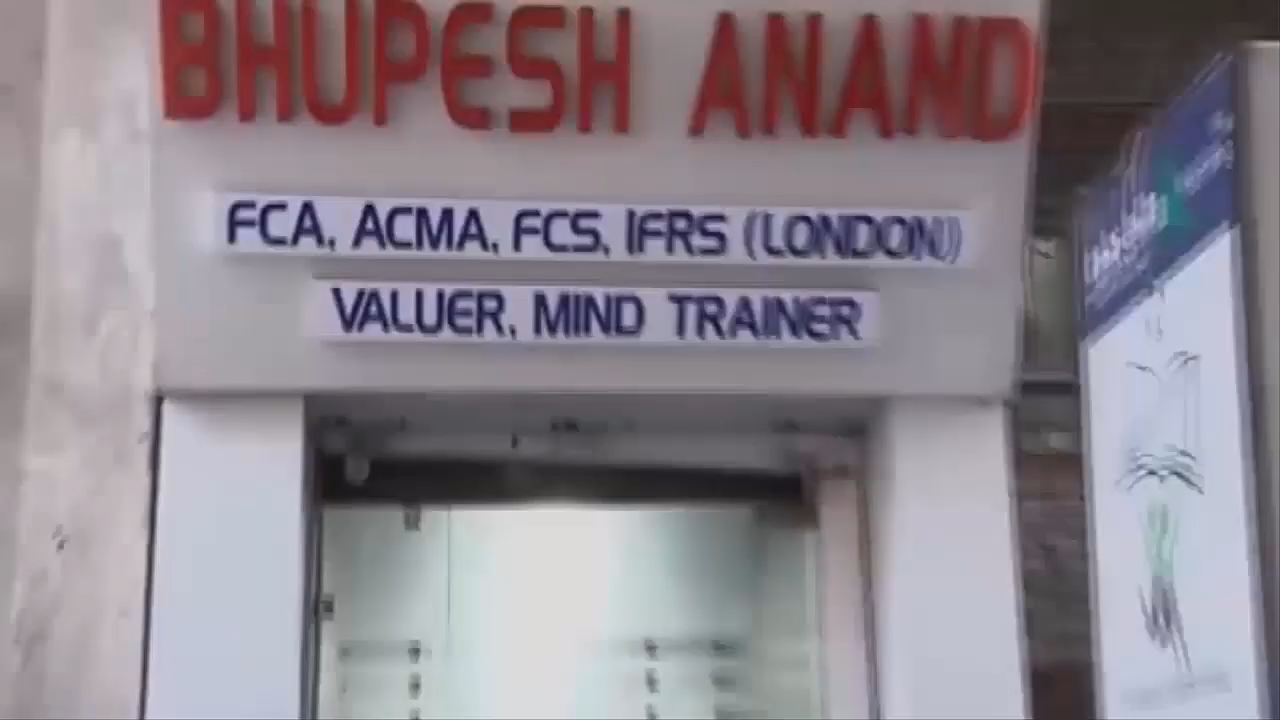 BHUPESH ANAND
FCA, ACMA, FCS, IFRS (LONDON)
VALUER, MIND TRAINER